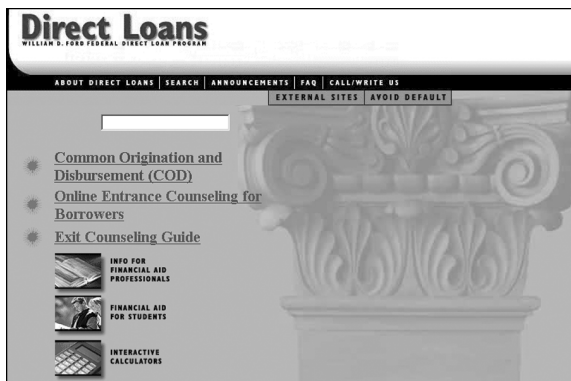 Direct Loans
WILLIAM D. FORD FEDERAL DIRECT LOAN PROGRAM
ABOUT DIRECT LOANS | SEARCH | ANNOUNCEMENTS | FAQ | CALL/WRITE US
EXTERNAL SITES | AVOID DEFAULT
Common Origination and
Disbursement (COD)
Online Entrance Counseling for
Borrowers
Exit Counseling Guide
INFO FOR
FINANCIAL AID
PROFESSIONALS
FINANCIAL AID
FOR STUDENTS
INTERACTIVE
CALCULATORS